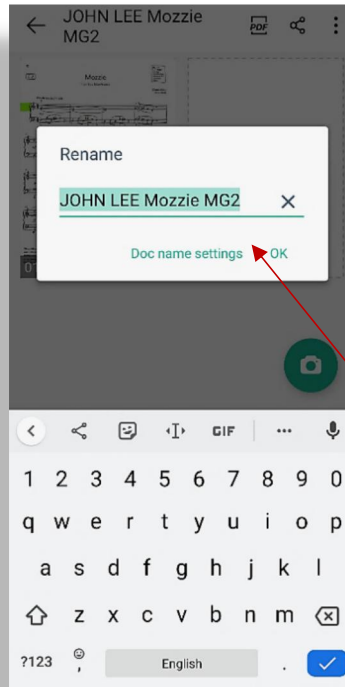 JOHN LEE Mozzie
MG2
PDF
Mozzie
Rename
JOHN LEE Mozzie MG2
Doc name settings OK
GIF
1 2 3 4 5 6 7 8 9 0
q w e r t y u i o p
a s d f g h j k l
z x c v b n m
?123 , English .